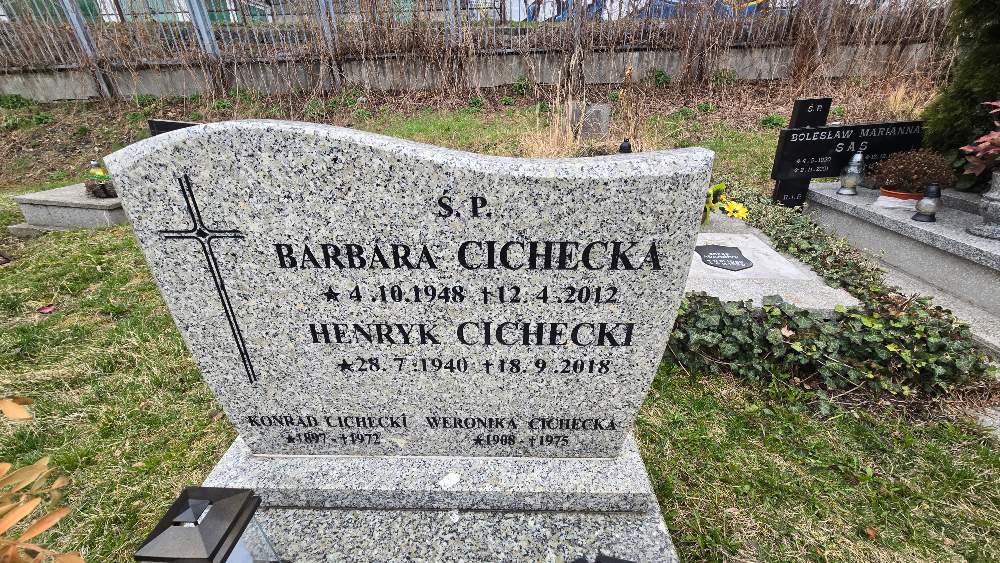 Ś. P.
BARBARA CICHECKA
★ 4.10.1948 †12.4.2012
HENRYK CICHECKI
★28.7.1940 †18.9.2018
KONRAD CICHECKI WERONIKA CICHECKA
★1897 - †1972 ★1908 - †1975
Ś.P.
BOLESŁAW MARIANNA
SAS
R.I.P.